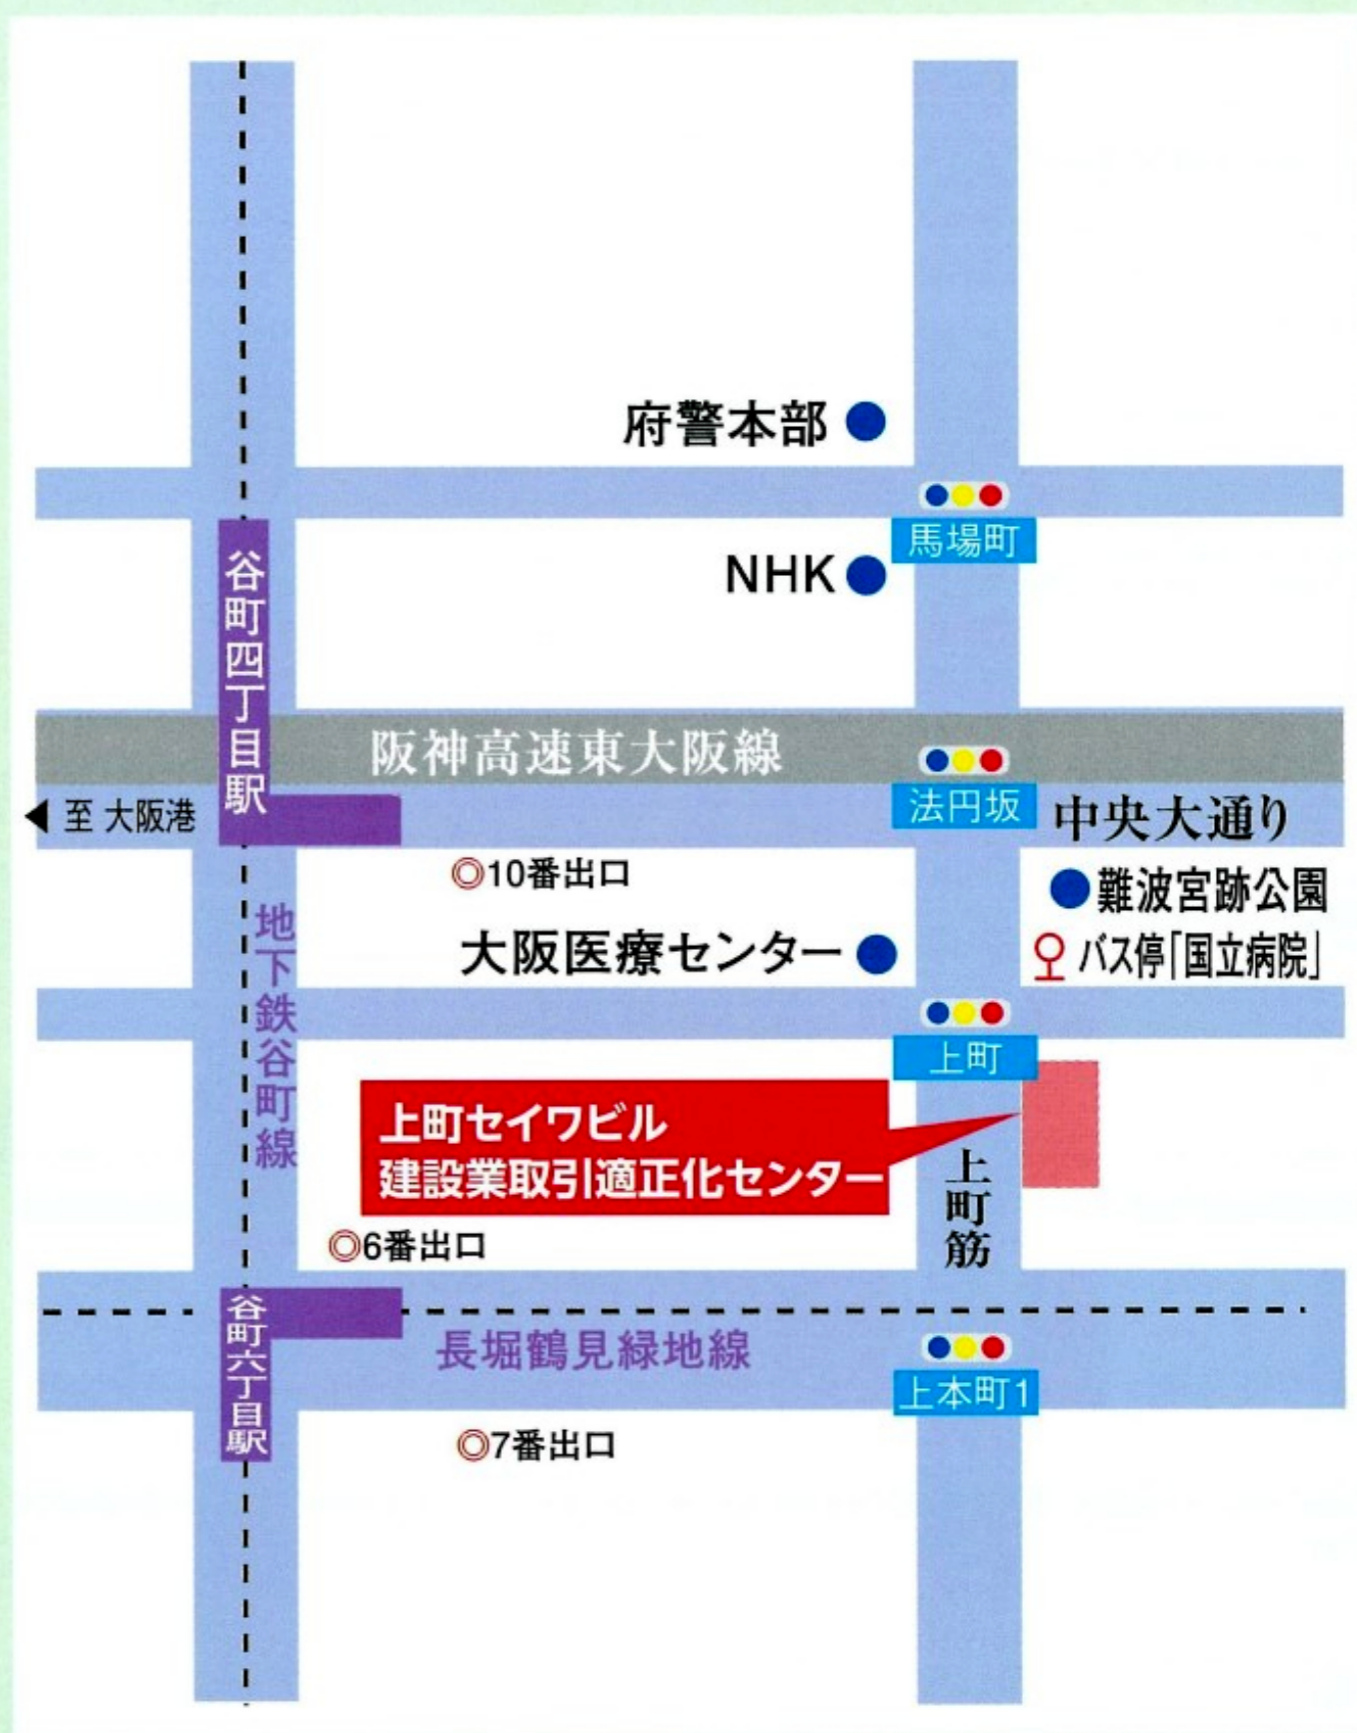 府警本部
馬場町
NHK
谷町四丁目駅
阪神高速東大阪線
法円坂
至 大阪港
中央大通り
◎10番出口
難波宮跡公園
地下鉄谷町線
大阪医療センター
バス停「国立病院」
上町
上町セイワビル
建設業取引適正化センター
上町筋
◎6番出口
谷町六丁目駅
長堀鶴見緑地線
上本町1
◎7番出口